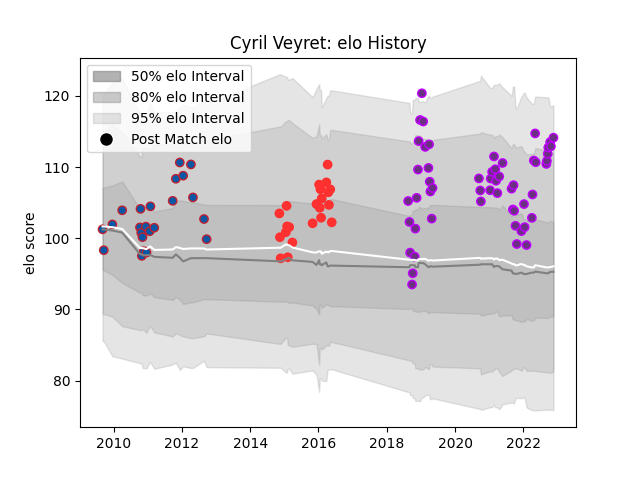 Cyril Veyret: elo History
50% elo Interval
80% elo Interval
95% elo Interval
Post Match elo
elo score
120
110
100
90
80
2010 2012 2014 2016 2018 2020 2022